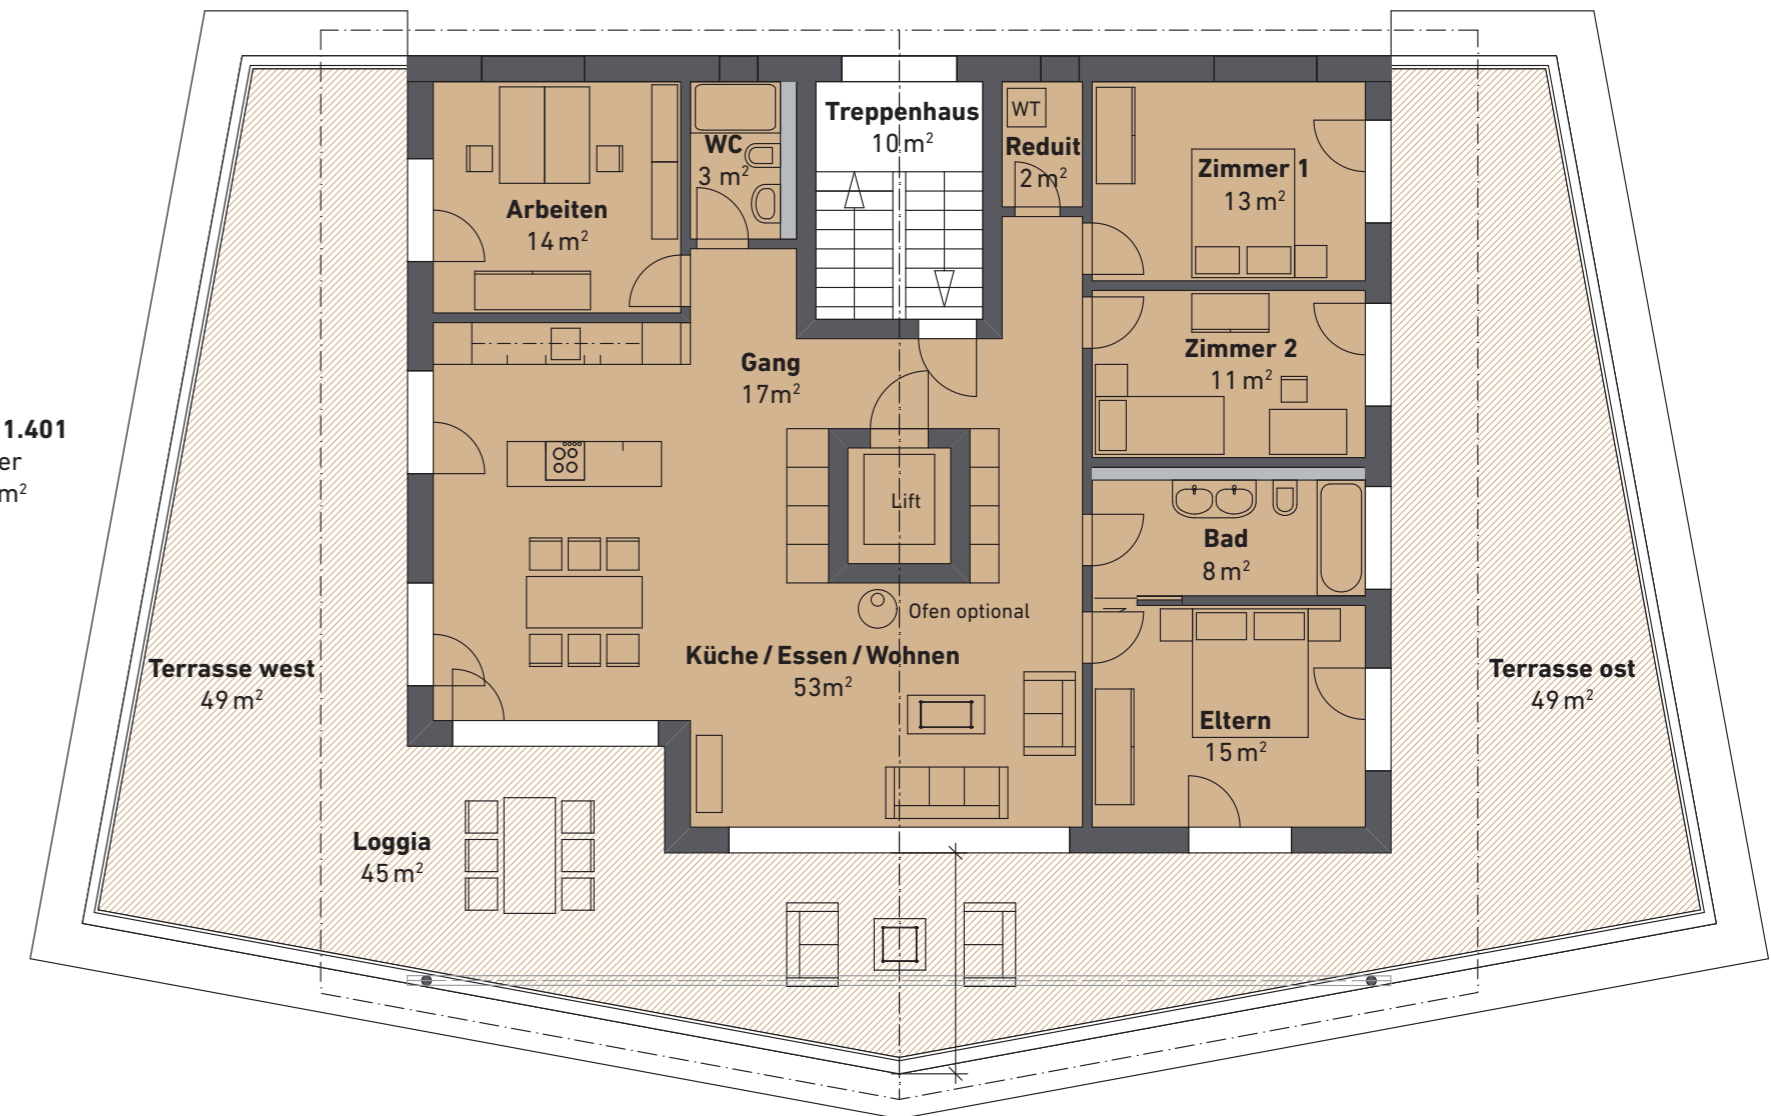 Treppenhaus
10 m²
WT
Reduit
2 m²
WC
3 m²
Zimmer 1
13 m²
Arbeiten
14 m²
Zimmer 2
11 m²
Gang
17m²
1.401
er
m²
Lift
Bad
8 m²
Ofen optional
Küche / Essen / Wohnen
53m²
Terrasse west
49 m²
Terrasse ost
49 m²
Eltern
15 m²
Loggia
45 m²